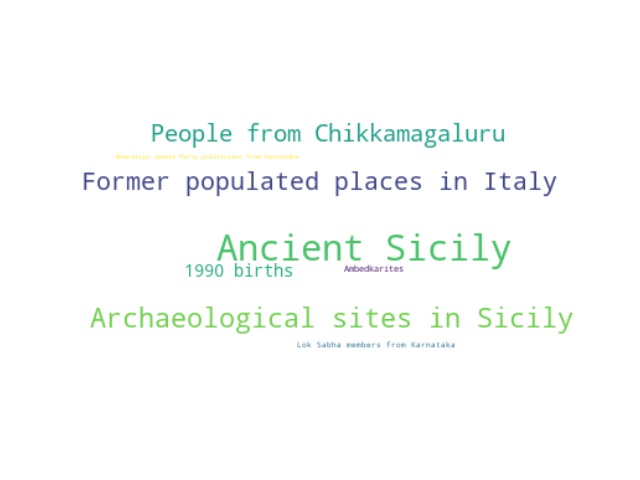 People from Chikkamagaluru
Bharatiya Janata Party politicians from Karnataka
Former populated places in Italy
Ancient Sicily
1990 births
Ambedkarites
Archaeological sites in Sicily
Lok Sabha members from Karnataka